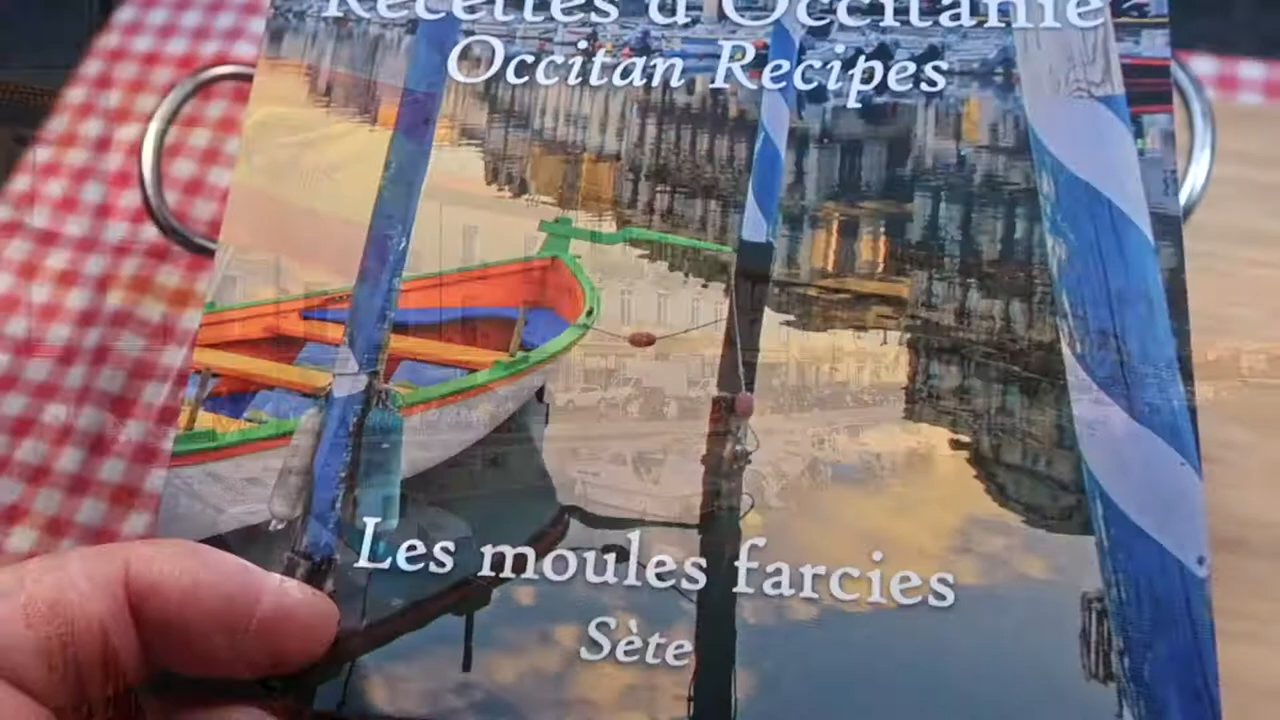 Recettes d'Occitanie
Occitan Recipes
Les moules farcies
Sète